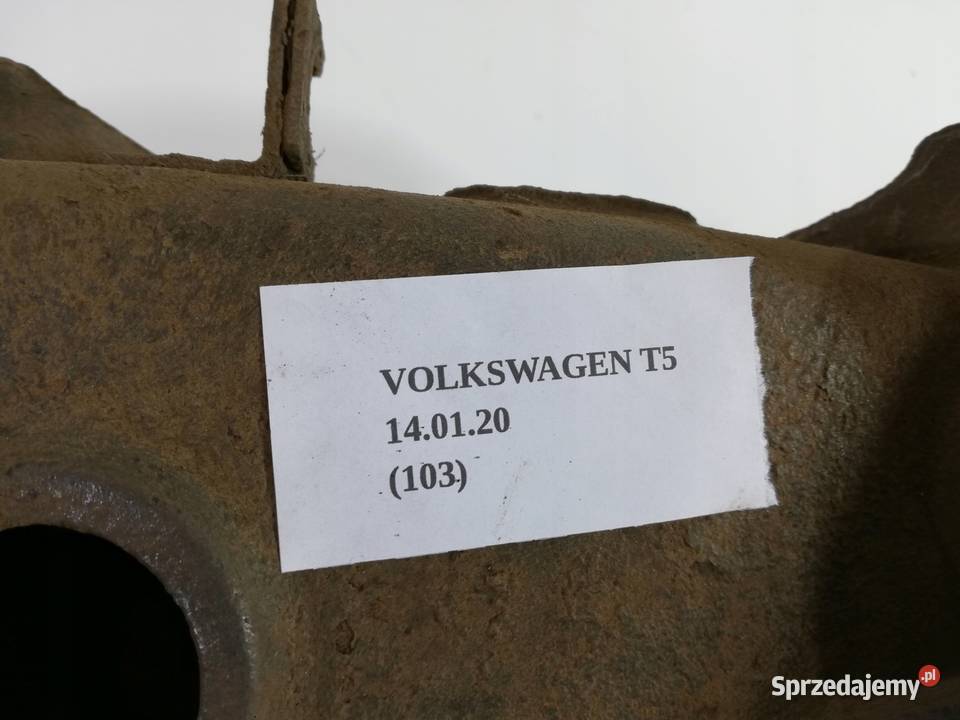 VOLKSWAGEN T5
14.01.20
(103)
Sprzedajemy.pl